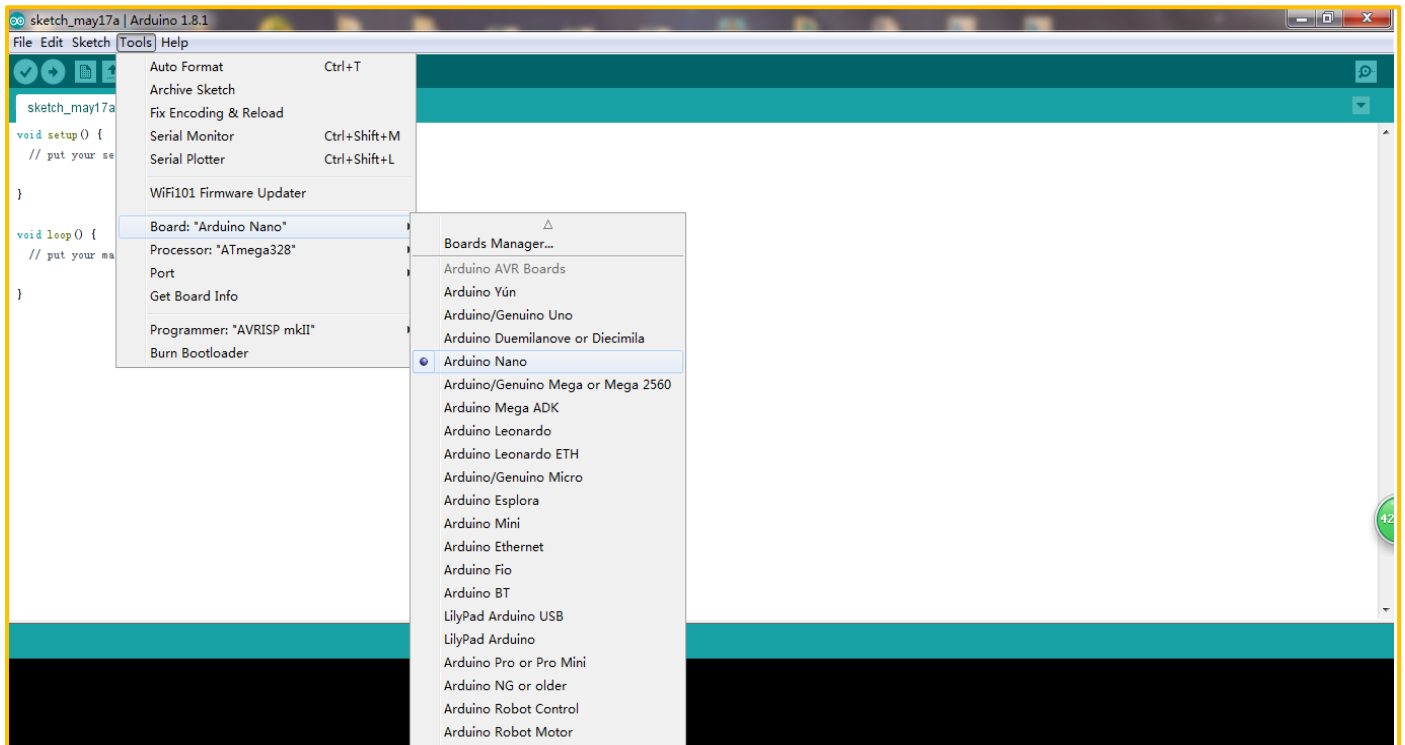 sketch_may17a | Arduino 1.8.1
File Edit Sketch Tools Help
sketch_may17a
void setup() {
// put your se
}
void loop() {
// put your ma
}
Auto Format Ctrl+T
Archive Sketch
Fix Encoding & Reload
Serial Monitor Ctrl+Shift+M
Serial Plotter Ctrl+Shift+L
WiFi101 Firmware Updater
Board: "Arduino Nano"
Processor: "ATmega328"
Port
Get Board Info
Programmer: "AVRISP mkII"
Burn Bootloader
Boards Manager...
Arduino AVR Boards
Arduino Yún
Arduino/Genuino Uno
Arduino Duemilanove or Diecimila
Arduino Nano
Arduino/Genuino Mega or Mega 2560
Arduino Mega ADK
Arduino Leonardo
Arduino Leonardo ETH
Arduino/Genuino Micro
Arduino Esplora
Arduino Mini
Arduino Ethernet
Arduino Fio
Arduino BT
LilyPad Arduino USB
LilyPad Arduino
Arduino Pro or Pro Mini
Arduino NG or older
Arduino Robot Control
Arduino Robot Motor
42